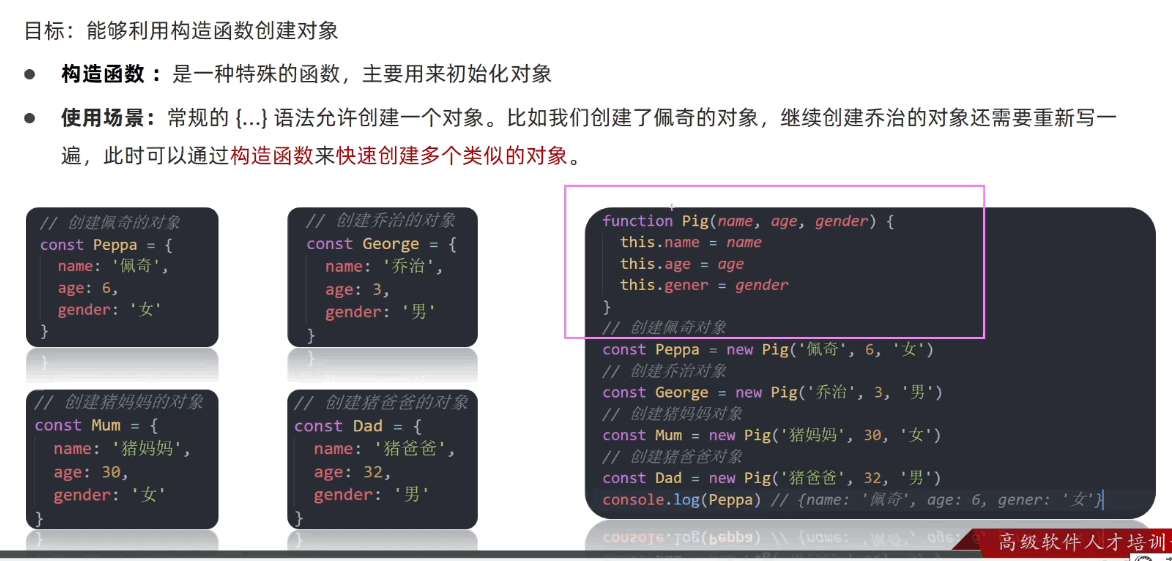 目标：能够利用构造函数创建对象
● 构造函数 ：是一种特殊的函数，主要用来初始化对象
● 使用场景：常规的 {...} 语法允许创建一个对象。比如我们创建了佩奇的对象，继续创建乔治的对象还需要重新写一
遍，此时可以通过构造函数来快速创建多个类似的对象。
// 创建佩奇的对象
const Peppa = {
name: '佩奇',
age: 6,
gender: '女'
}
// 创建乔治的对象
const George = {
name: '乔治',
age: 3,
gender: '男'
}
// 创建猪妈妈的对象
const Mum = {
name: '猪妈妈',
age: 30,
gender: '女'
}
// 创建猪爸爸的对象
const Dad = {
name: '猪爸爸',
age: 32,
gender: '男'
}
function Pig(name, age, gender) {
this.name = name
this.age = age
this.gener = gender
}
// 创建佩奇对象
const Peppa = new Pig('佩奇', 6, '女')
// 创建乔治对象
const George = new Pig('乔治', 3, '男')
// 创建猪妈妈对象
const Mum = new Pig('猪妈妈', 30, '女')
// 创建猪爸爸对象
const Dad = new Pig('猪爸爸', 32, '男')
console.log(Peppa) // {name: '佩奇', age: 6, gener: '女'}
高级软件人才培训